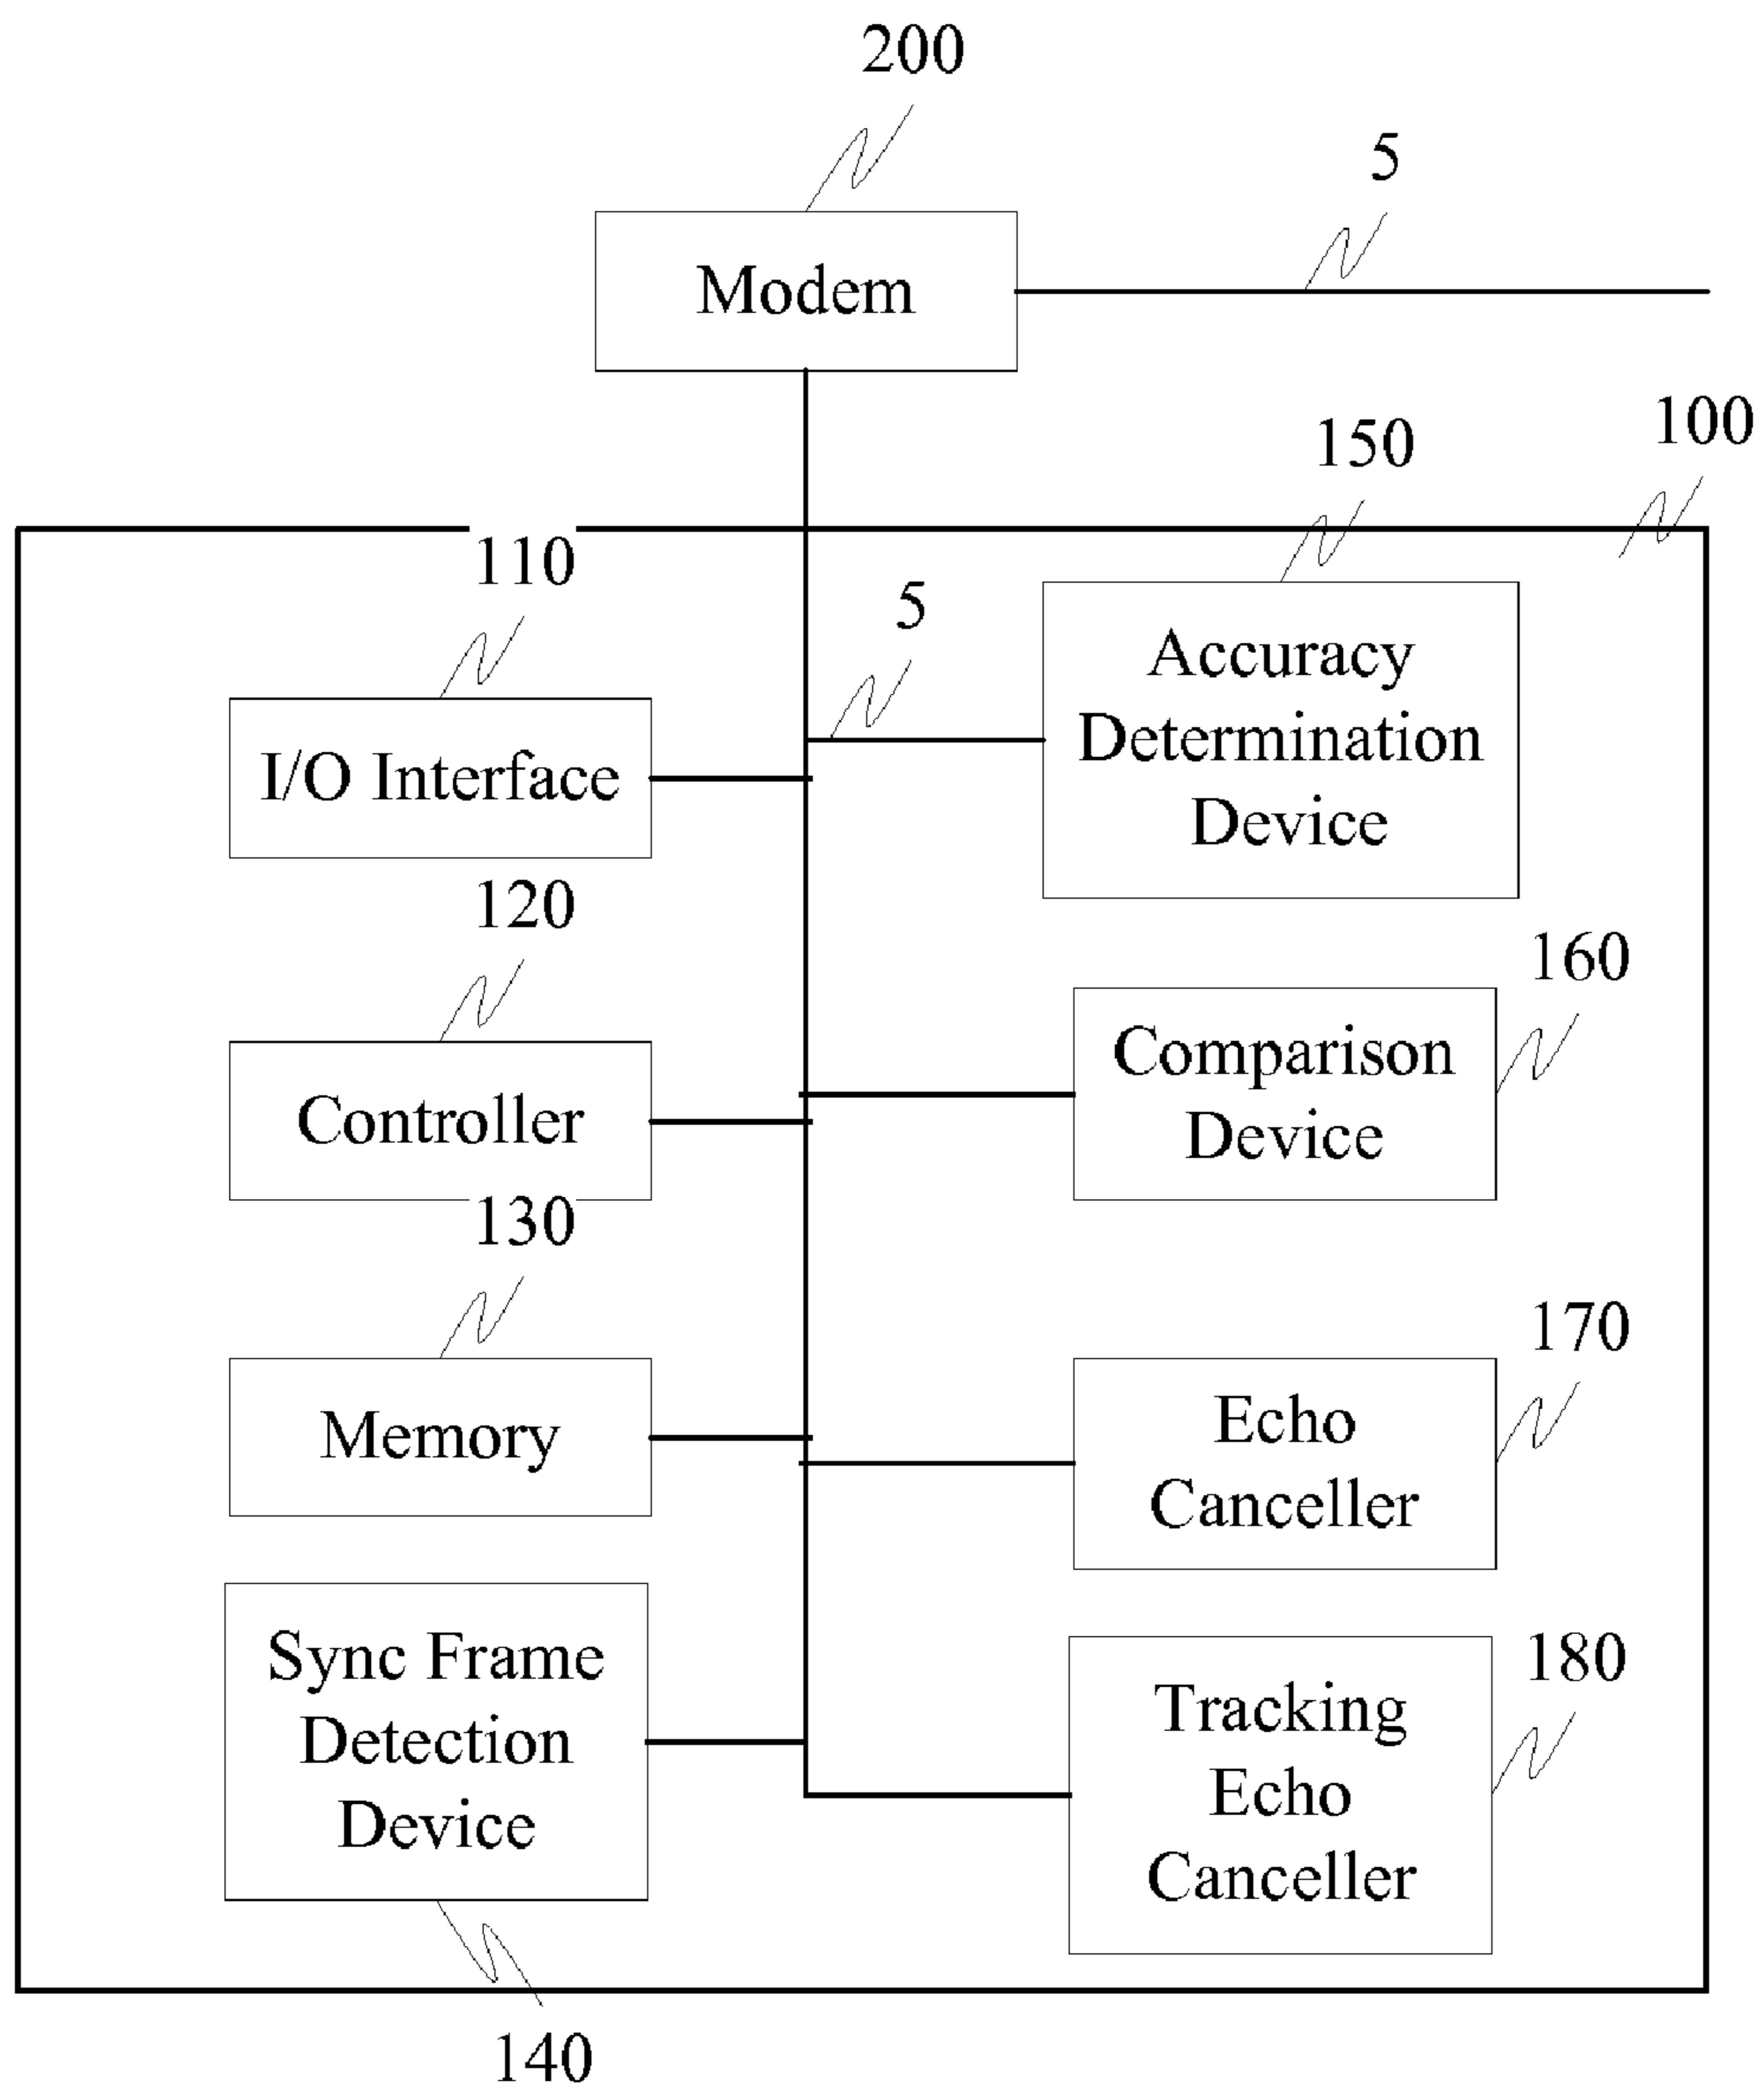 200
5
Modem
100
150
110
5
Accuracy
Determination
Device
I/O Interface
120
160
Comparison
Device
Controller
130
170
Echo
Canceller
Memory
Sync Frame
Detection
Device
180
Tracking
Echo
Canceller
140